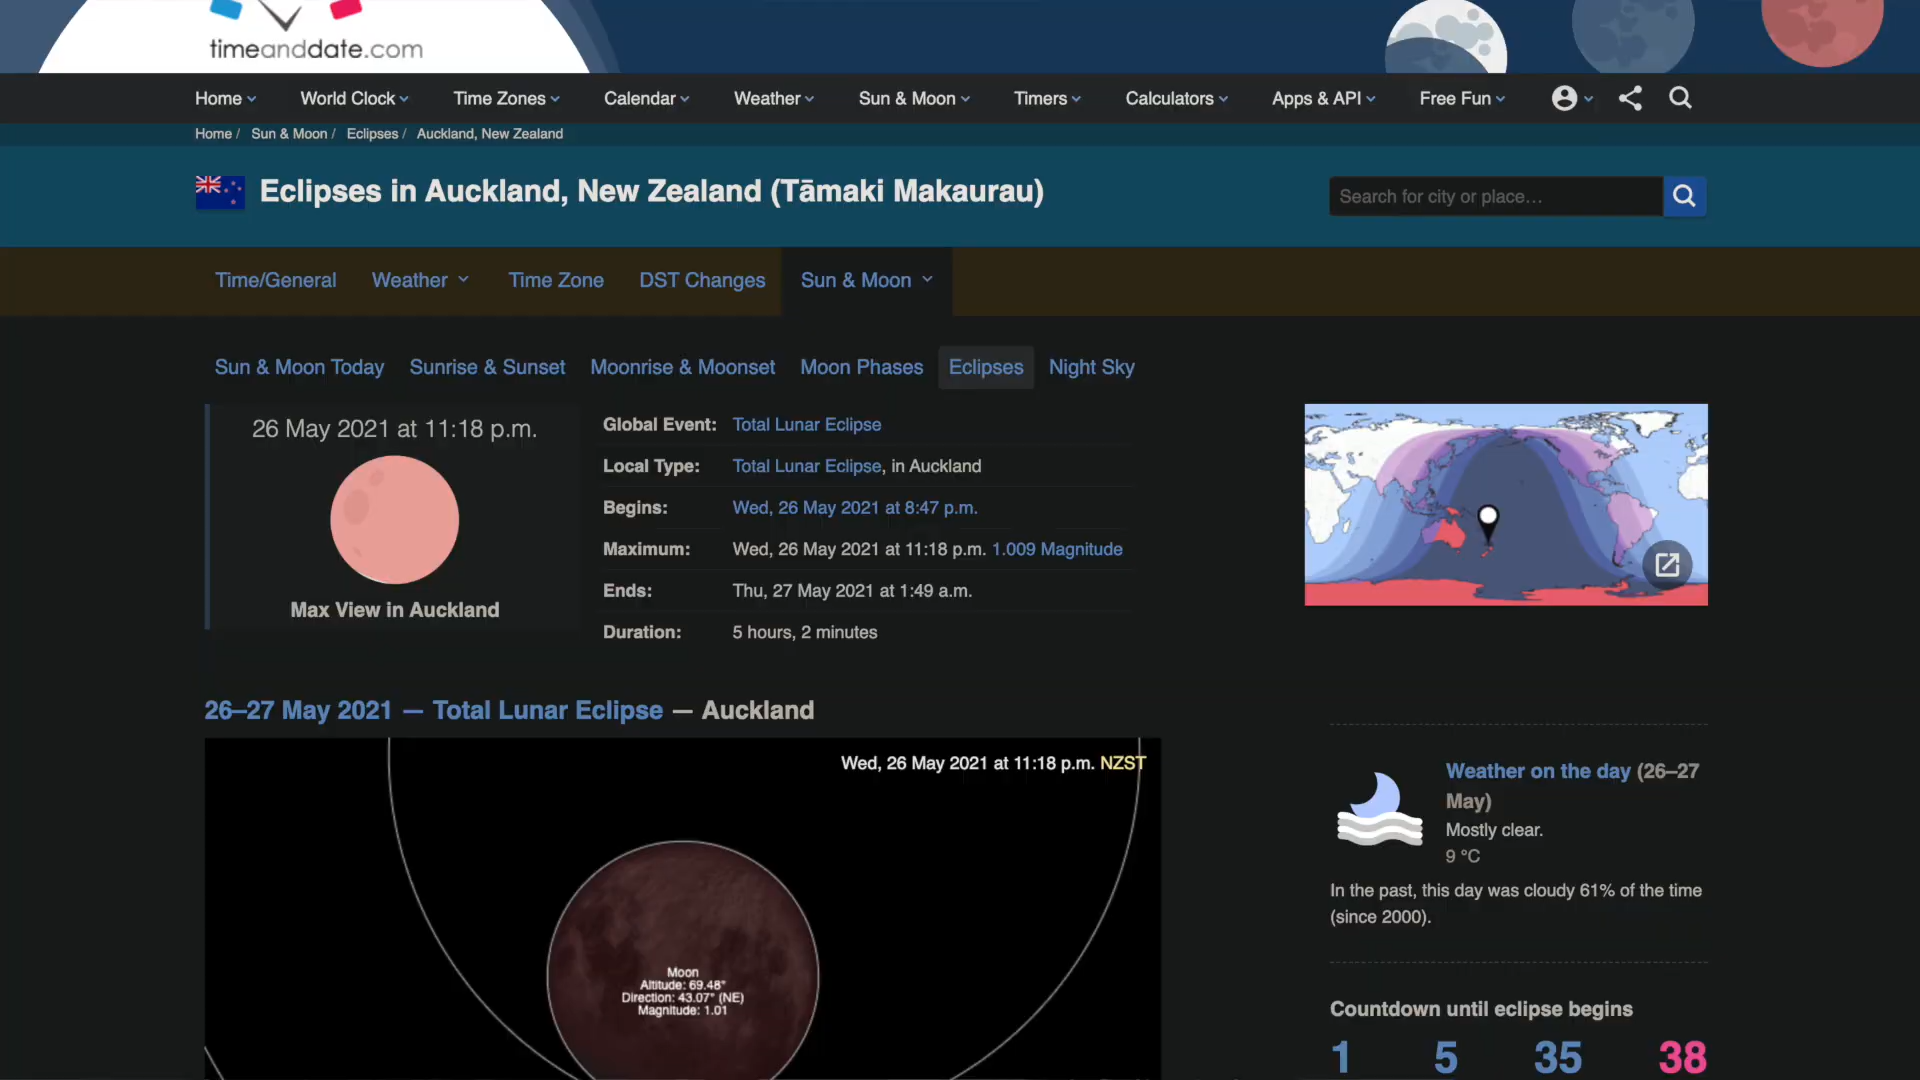 timeanddate.com
Home World Clock Time Zones Calendar Weather Sun & Moon Timers Calculators Apps & API Free Fun
Home / Sun & Moon / Eclipses / Auckland, New Zealand
Eclipses in Auckland, New Zealand (Tāmaki Makaurau)
Search for city or place…
Time/General Weather Time Zone DST Changes Sun & Moon
Sun & Moon Today Sunrise & Sunset Moonrise & Moonset Moon Phases Eclipses Night Sky
26 May 2021 at 11:18 p.m.
Max View in Auckland
Global Event: Total Lunar Eclipse
Local Type: Total Lunar Eclipse, in Auckland
Begins: Wed, 26 May 2021 at 8:47 p.m.
Maximum: Wed, 26 May 2021 at 11:18 p.m. 1.009 Magnitude
Ends: Thu, 27 May 2021 at 1:49 a.m.
Duration: 5 hours, 2 minutes
26–27 May 2021 — Total Lunar Eclipse — Auckland
Wed, 26 May 2021 at 11:18 p.m. NZST
Moon
Altitude: 69.48°
Direction: 43.07° (NE)
Magnitude: 1.01
Weather on the day (26–27
May)
Mostly clear.
9 °C
In the past, this day was cloudy 61% of the time
(since 2000).
Countdown until eclipse begins
1 5 35 38